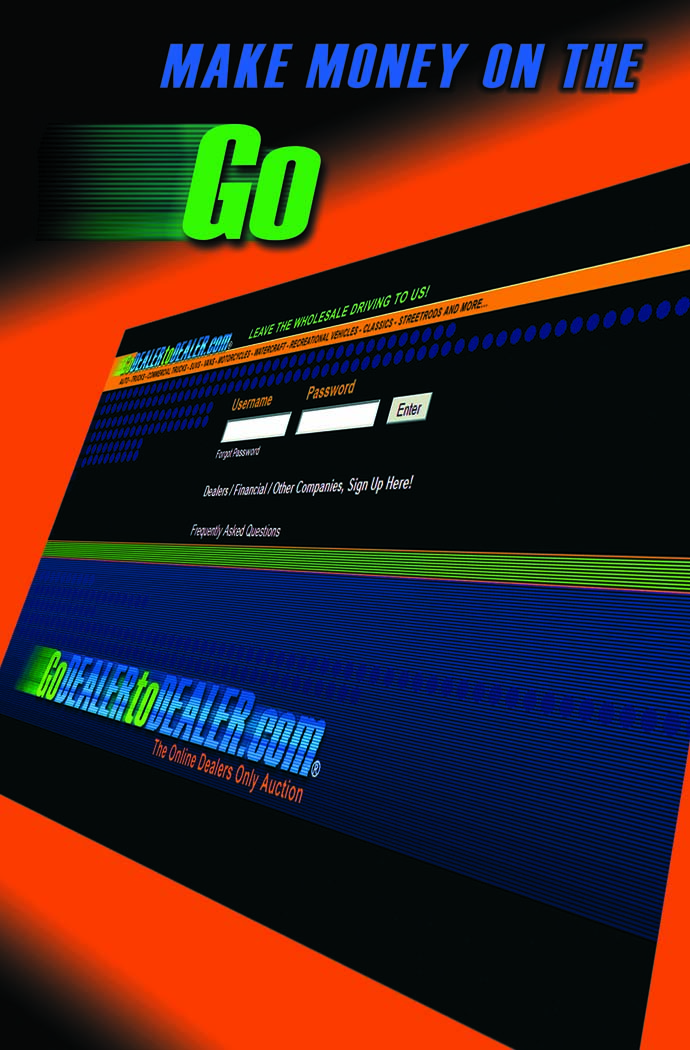 MAKE MONEY ON THE
GO
GODEALERtoDEALER.COM®
LEAVE THE WHOLESALE DRIVING TO US!
AUTO - TRUCKS - COMMERCIAL TRUCKS - SUVS - VANS - MOTORCYCLES - WATERCRAFT - RECREATIONAL VEHICLES - CLASSICS - STREETRODS AND MORE...
Username
Password
Enter
Forgot Password
Dealers / Financial / Other Companies, Sign Up Here!
Frequently Asked Questions
GODEALERtoDEALER.COM®
The Online Dealers Only Auction